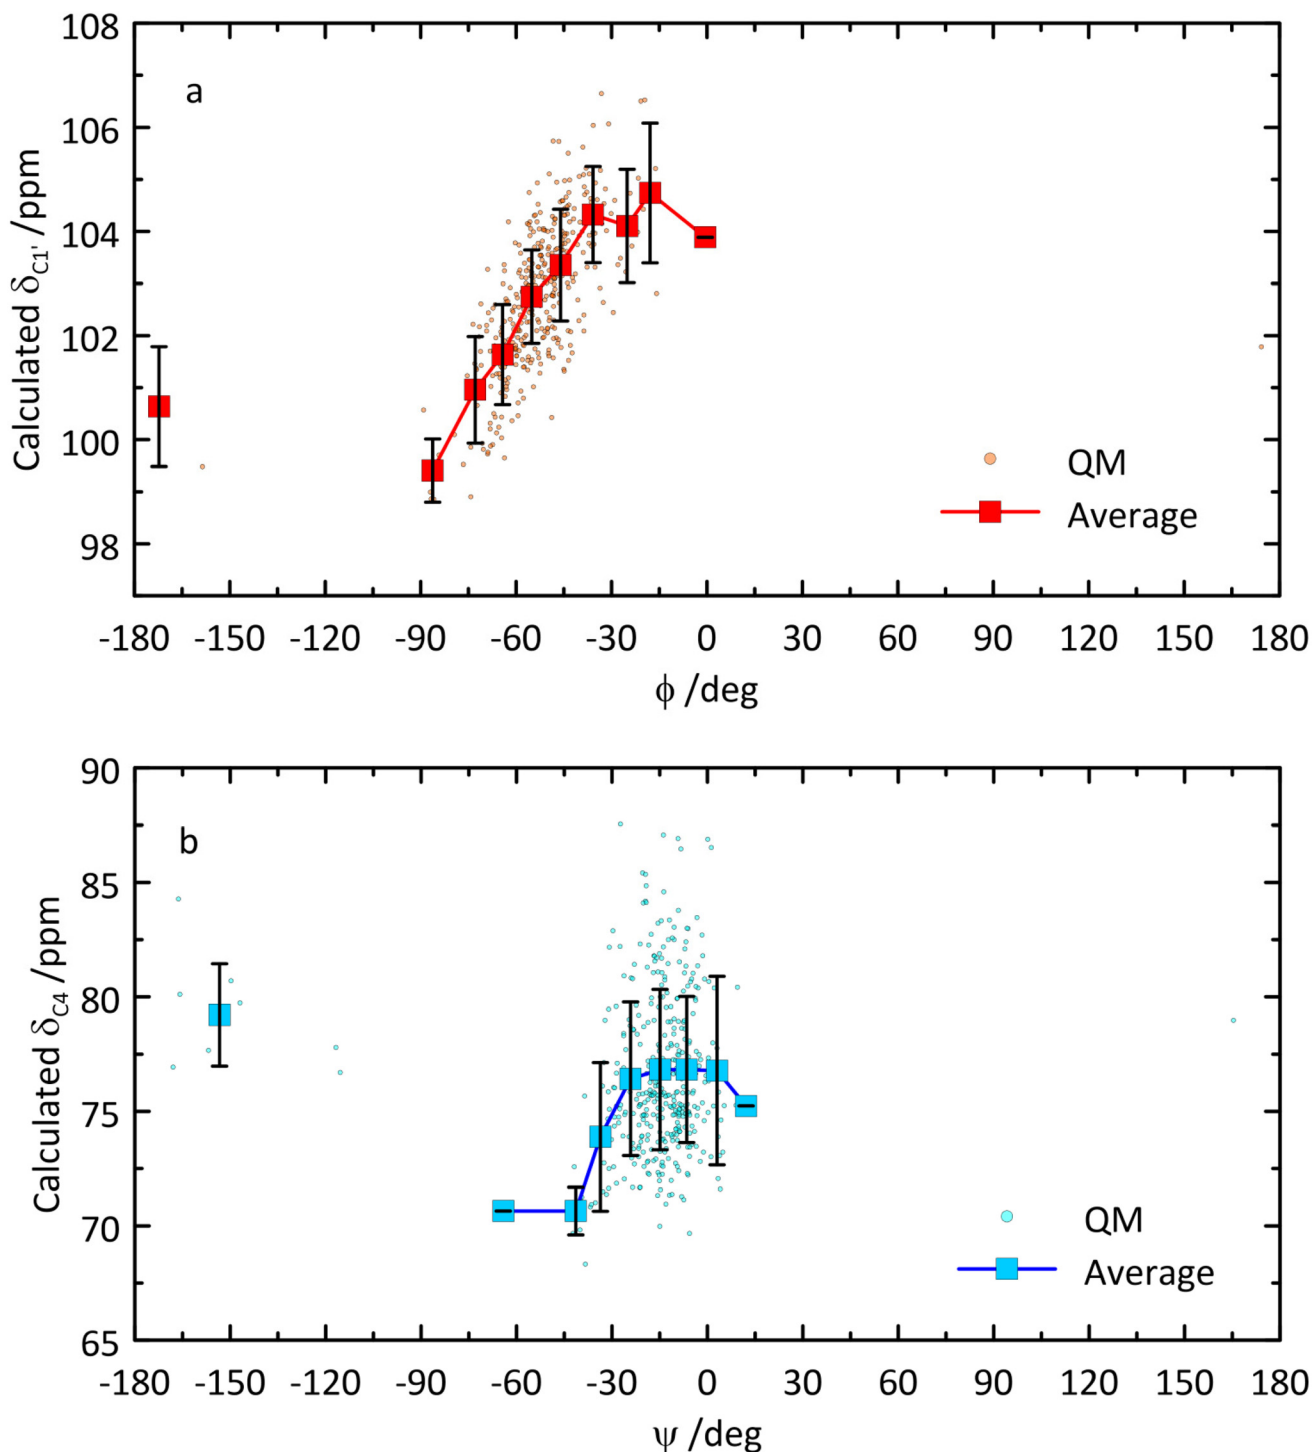 108
106
104
102
100
98
Calculated δC1' /ppm
a
QM
Average
-180 -150 -120 -90 -60 -30 0 30 60 90 120 150 180
ϕ /deg
90
85
80
75
70
65
Calculated δC4 /ppm
b
QM
Average
-180 -150 -120 -90 -60 -30 0 30 60 90 120 150 180
ψ /deg